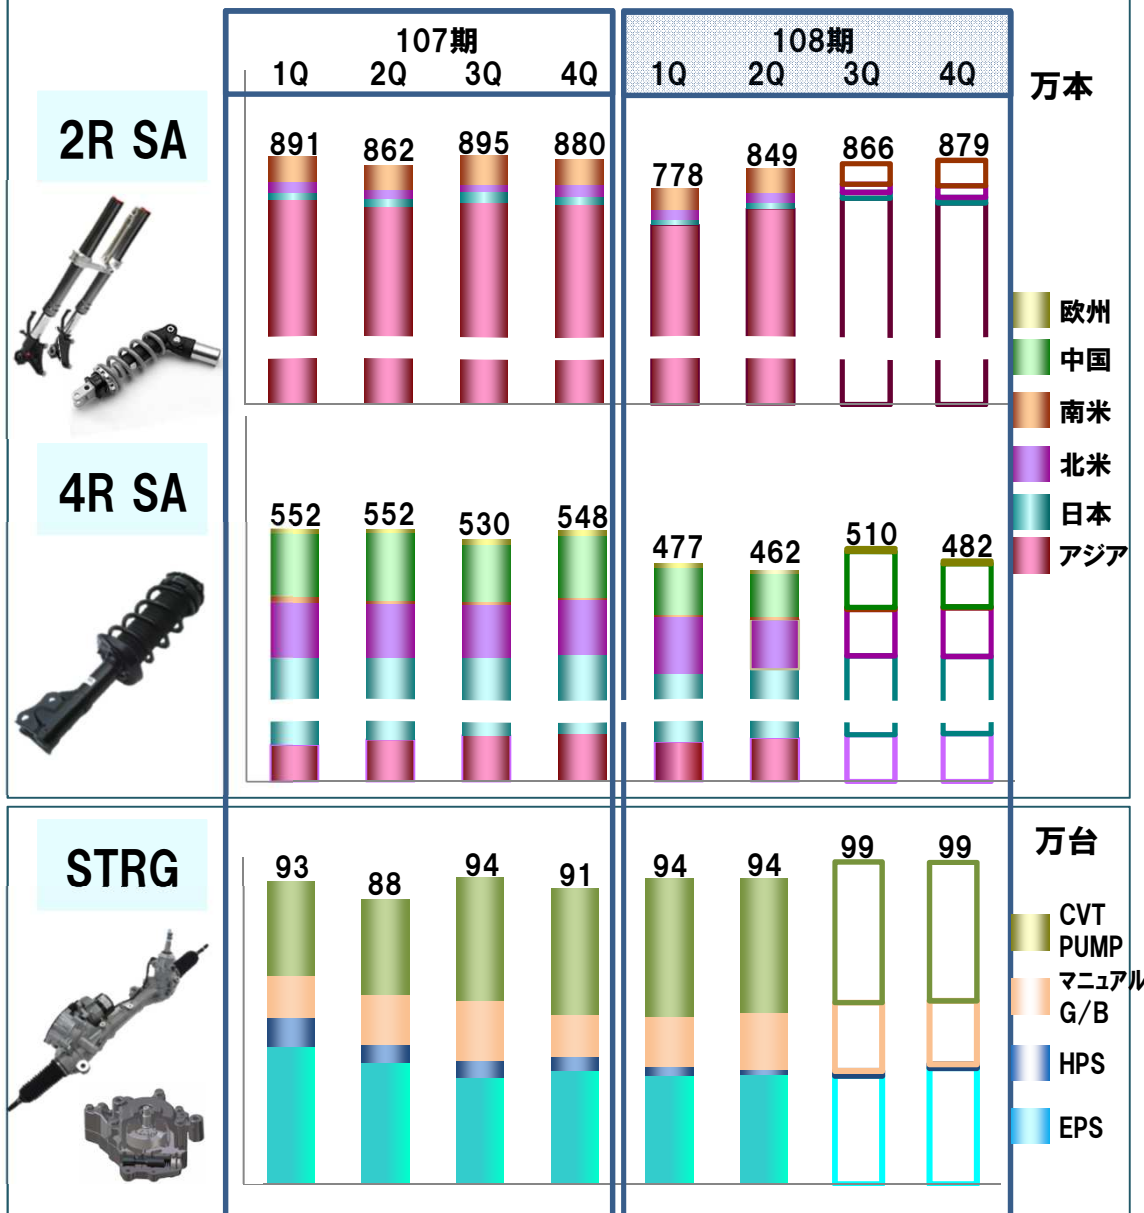 107期
108期
1Q 2Q 3Q 4Q
1Q 2Q 3Q 4Q
万本
2R SA
891 862 895 880
778 849 866 879
欧州
中国
南米
北米
日本
アジア
4R SA
552 552 530 548
477 462 510 482
万台
STRG
93 88 94 91
94 94 99 99
CVT
PUMP
マニュアル
G/B
HPS
EPS